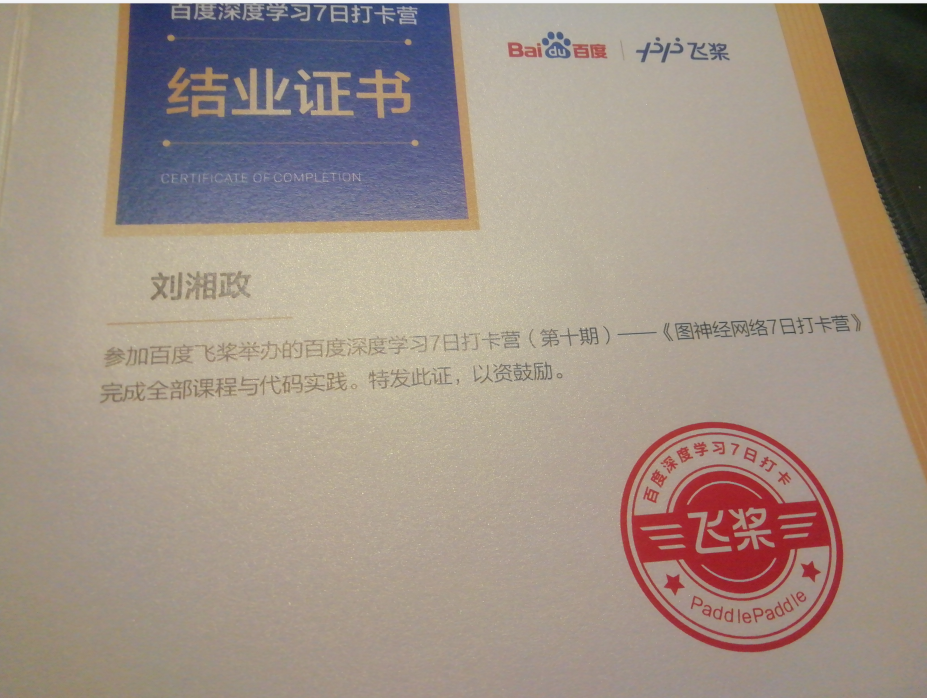 百度深度学习7日打卡营
结业证书
CERTIFICATE OF COMPLETION
Bai du 百度 飞桨
刘湘政
参加百度飞桨举办的百度深度学习7日打卡营（第十期）——《图神经网络7日打卡营》
完成全部课程与代码实践。特发此证，以资鼓励。
百度深度学习7日打卡
飞桨
PaddlePaddle